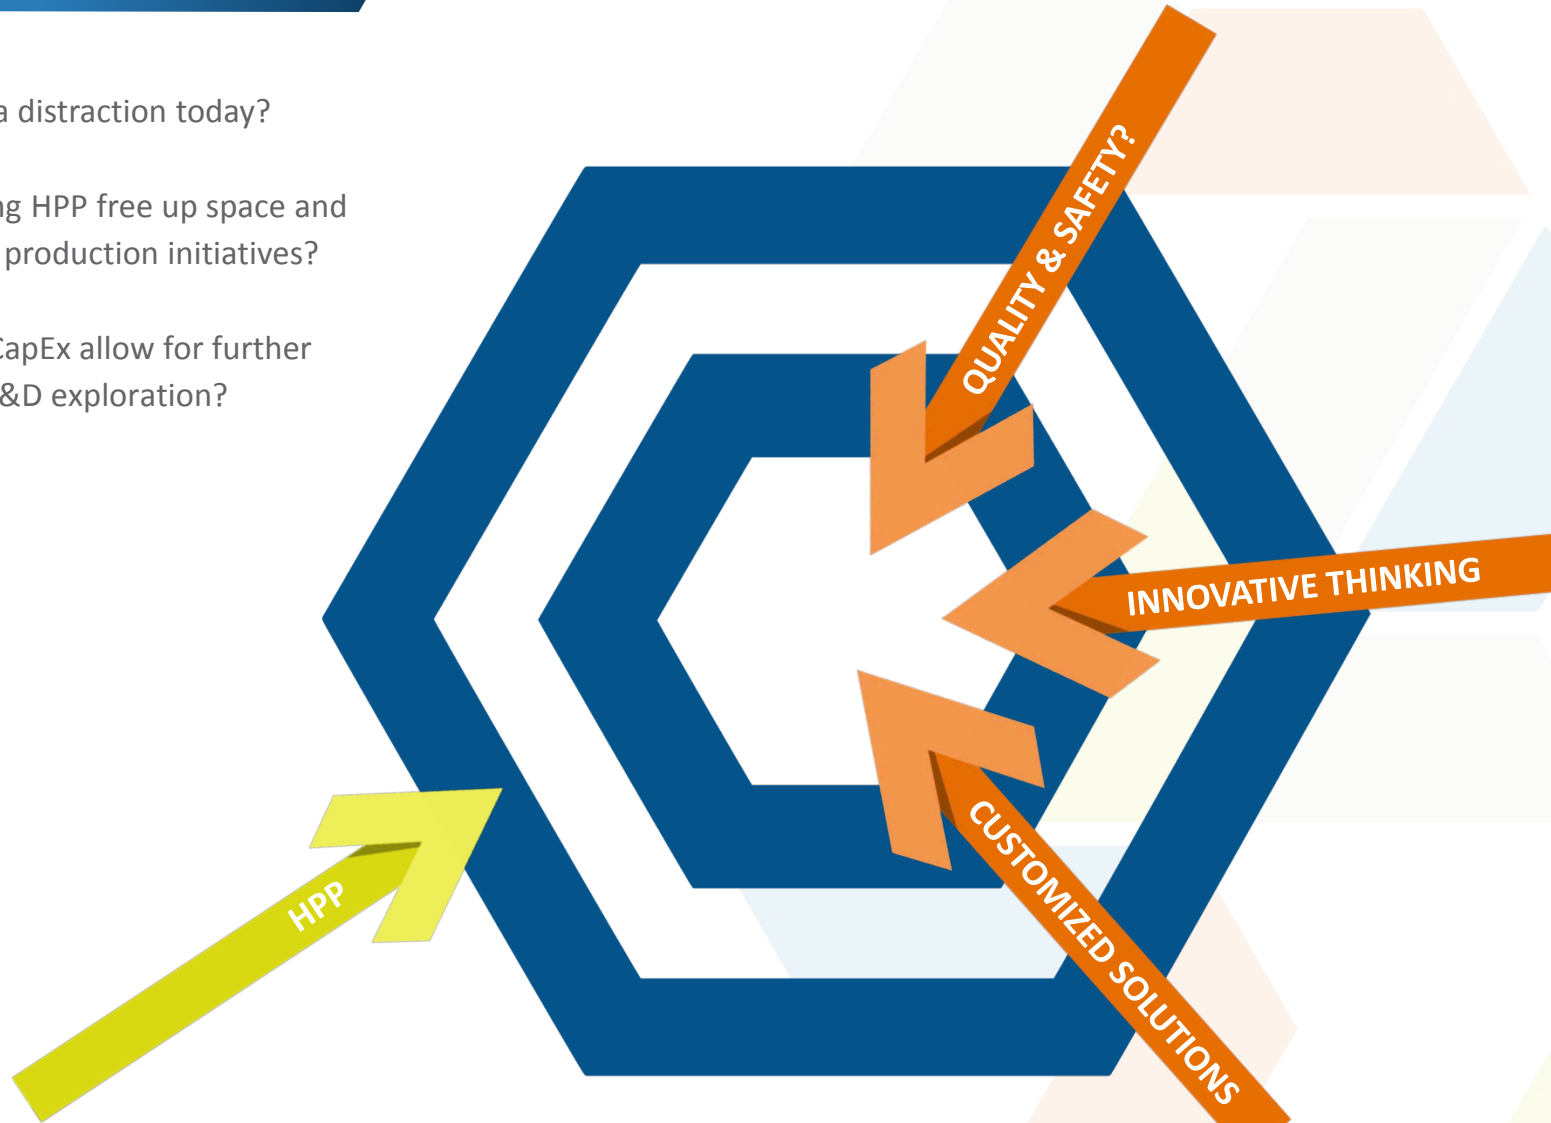 a distraction today?
ng HPP free up space and
production initiatives?
CapEx allow for further
&D exploration?
QUALITY & SAFETY?
INNOVATIVE THINKING
CUSTOMIZED SOLUTIONS
HPP